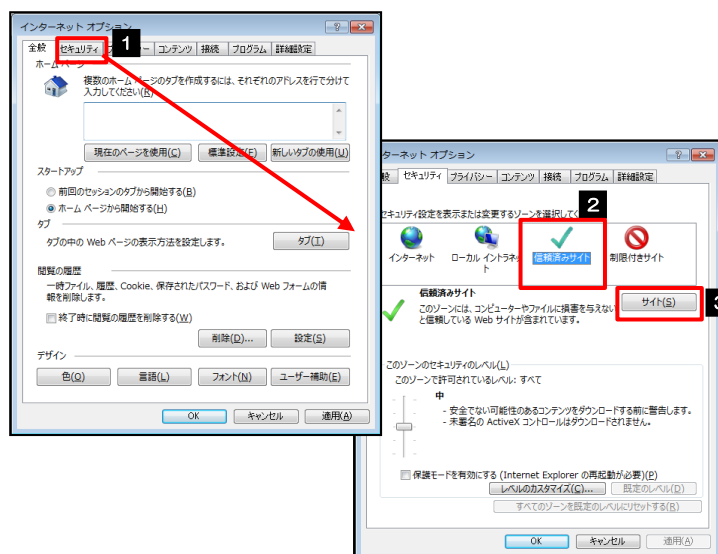 インターネット オプション
全般 セキュリティ コンテンツ 接続 プログラム 詳細設定
1
ホーム ページ
複数のホーム ページのタブを作成するには、それぞれのアドレスを行で分けて
入力してください(R)
現在のページを使用(C) 標準設定(F) 新しいタブの使用(U)
スタートアップ
前回のセッションのタブから開始する(B)
ホーム ページから開始する(H)
タブ
タブの中の Web ページの表示方法を設定します。 タブ(T)
閲覧の履歴
一時ファイル、履歴、Cookie、保存されたパスワード、および Web フォームの情
報を削除します。
終了時に閲覧の履歴を削除する(W)
削除(D)... 設定(S)
デザイン
色(O) 言語(L) フォント(N) ユーザー補助(E)
OK キャンセル 適用(A)
ターネット オプション
セキュリティ プライバシー コンテンツ 接続 プログラム 詳細設定
2
セキュリティ設定を表示または変更するゾーンを選択して
インターネット ローカル イントラネッ
ト
信頼済みサイト 制限付きサイト
信頼済みサイト
このゾーンには、コンピューターやファイルに損害を与えない
と信頼している Web サイトが含まれています。
サイト(S)
3
このゾーンのセキュリティのレベル(L)
このゾーンで許可されているレベル: すべて
中
- 安全でない可能性のあるコンテンツをダウンロードする前に警告します。
- 未署名の ActiveX コントロールはダウンロードされません。
保護モードを有効にする (Internet Explorer の再起動が必要)(P)
レベルのカスタマイズ(C)... 既定のレベル(D)
すべてのゾーンを既定のレベルにリセットする(R)
OK キャンセル 適用(A)